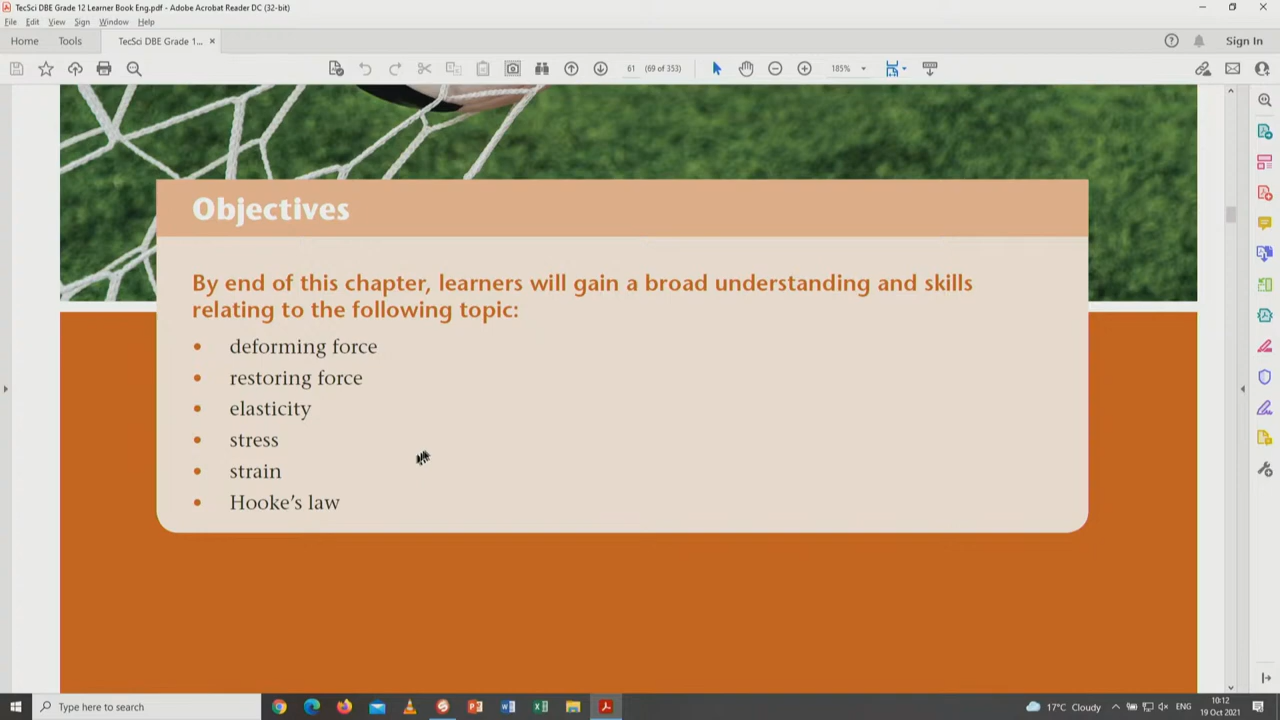 TecSci DBE Grade 12 Learner Book Eng.pdf - Adobe Acrobat Reader DC (32-bit)
File Edit View Sign Window Help
Home Tools TecSci DBE Grade 1... × Sign In
61 (69 of 353) 185%
Objectives
By end of this chapter, learners will gain a broad understanding and skills
relating to the following topic:
• deforming force
• restoring force
• elasticity
• stress
• strain
• Hooke's law
Type here to search
17°C Cloudy ENG 10:12
19 Oct 2021